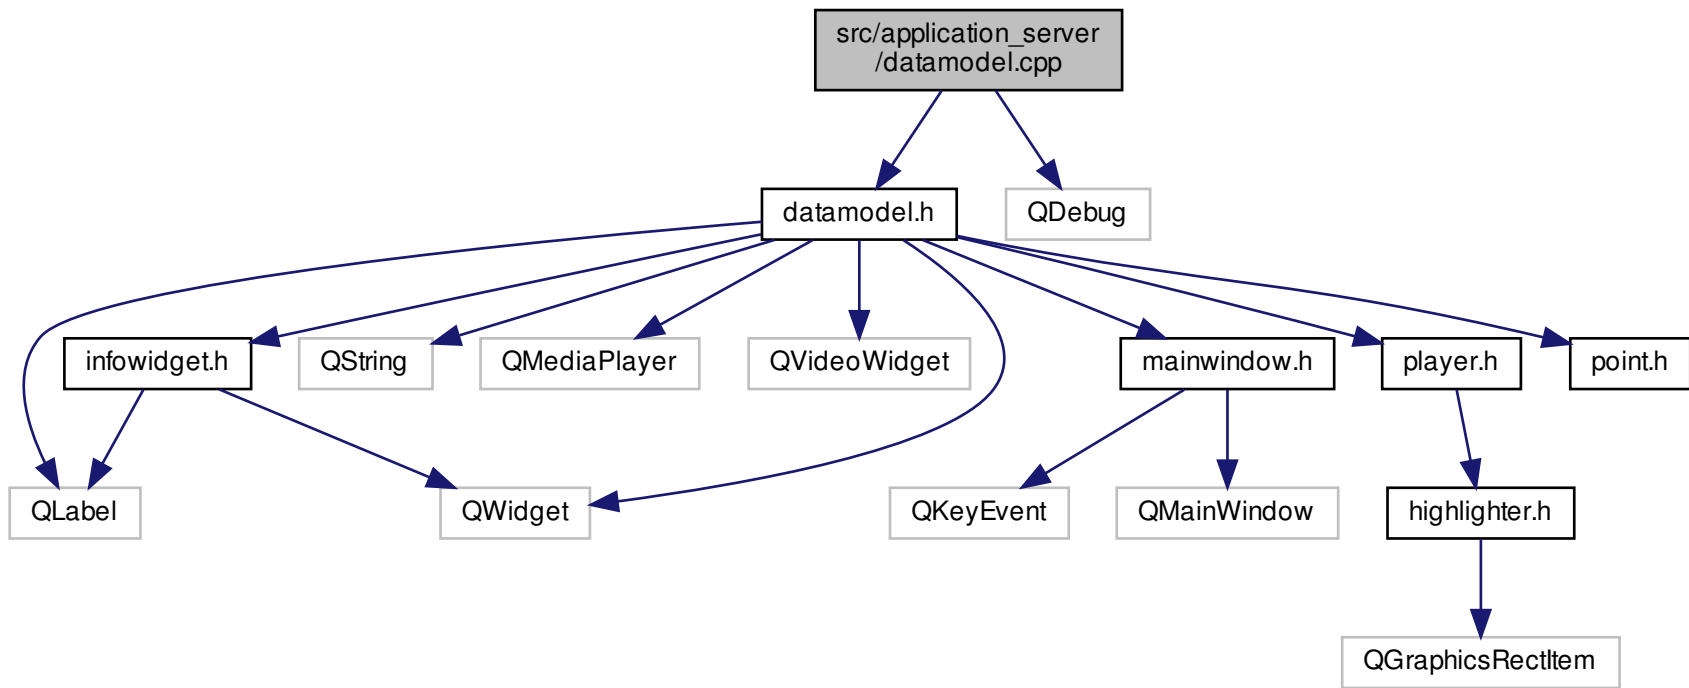 src/application_server
/datamodel.cpp
datamodel.h
QDebug
infowidget.h
QString
QMediaPlayer
QVideoWidget
mainwindow.h
player.h
point.h
QLabel
QWidget
QKeyEvent
QMainWindow
highlighter.h
QGraphicsRectItem